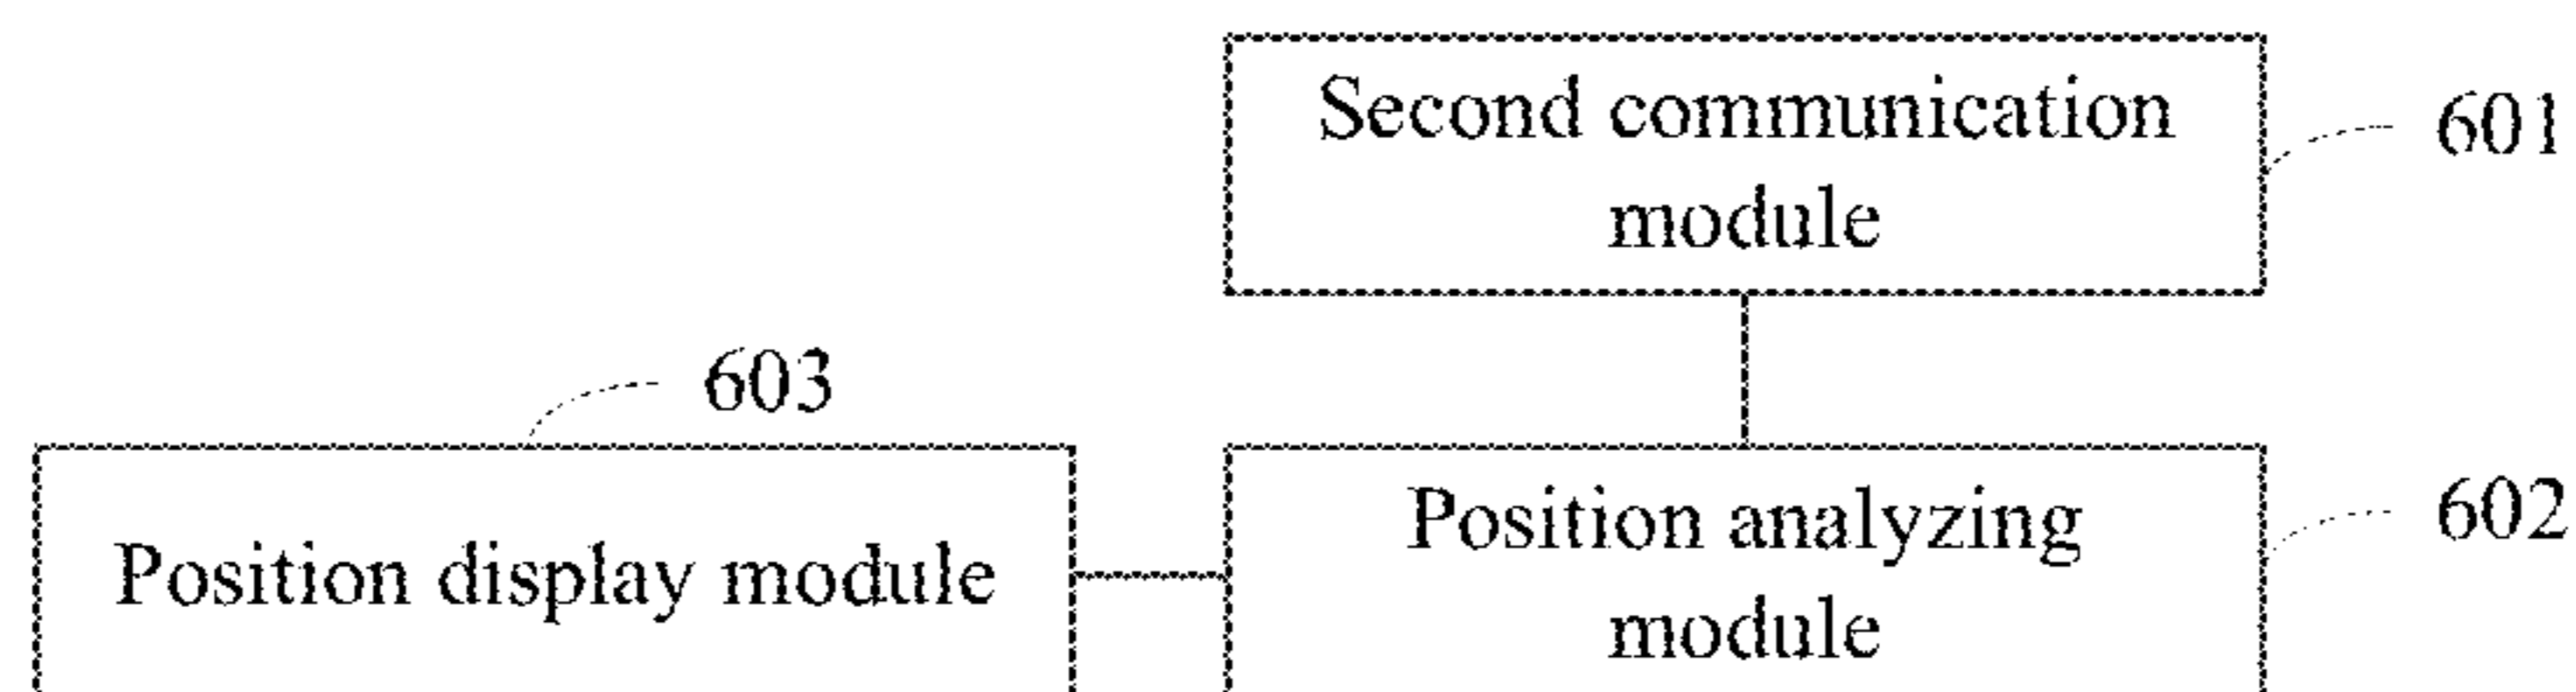 Second communication
module
601
603
Position display module
Position analyzing
module
602